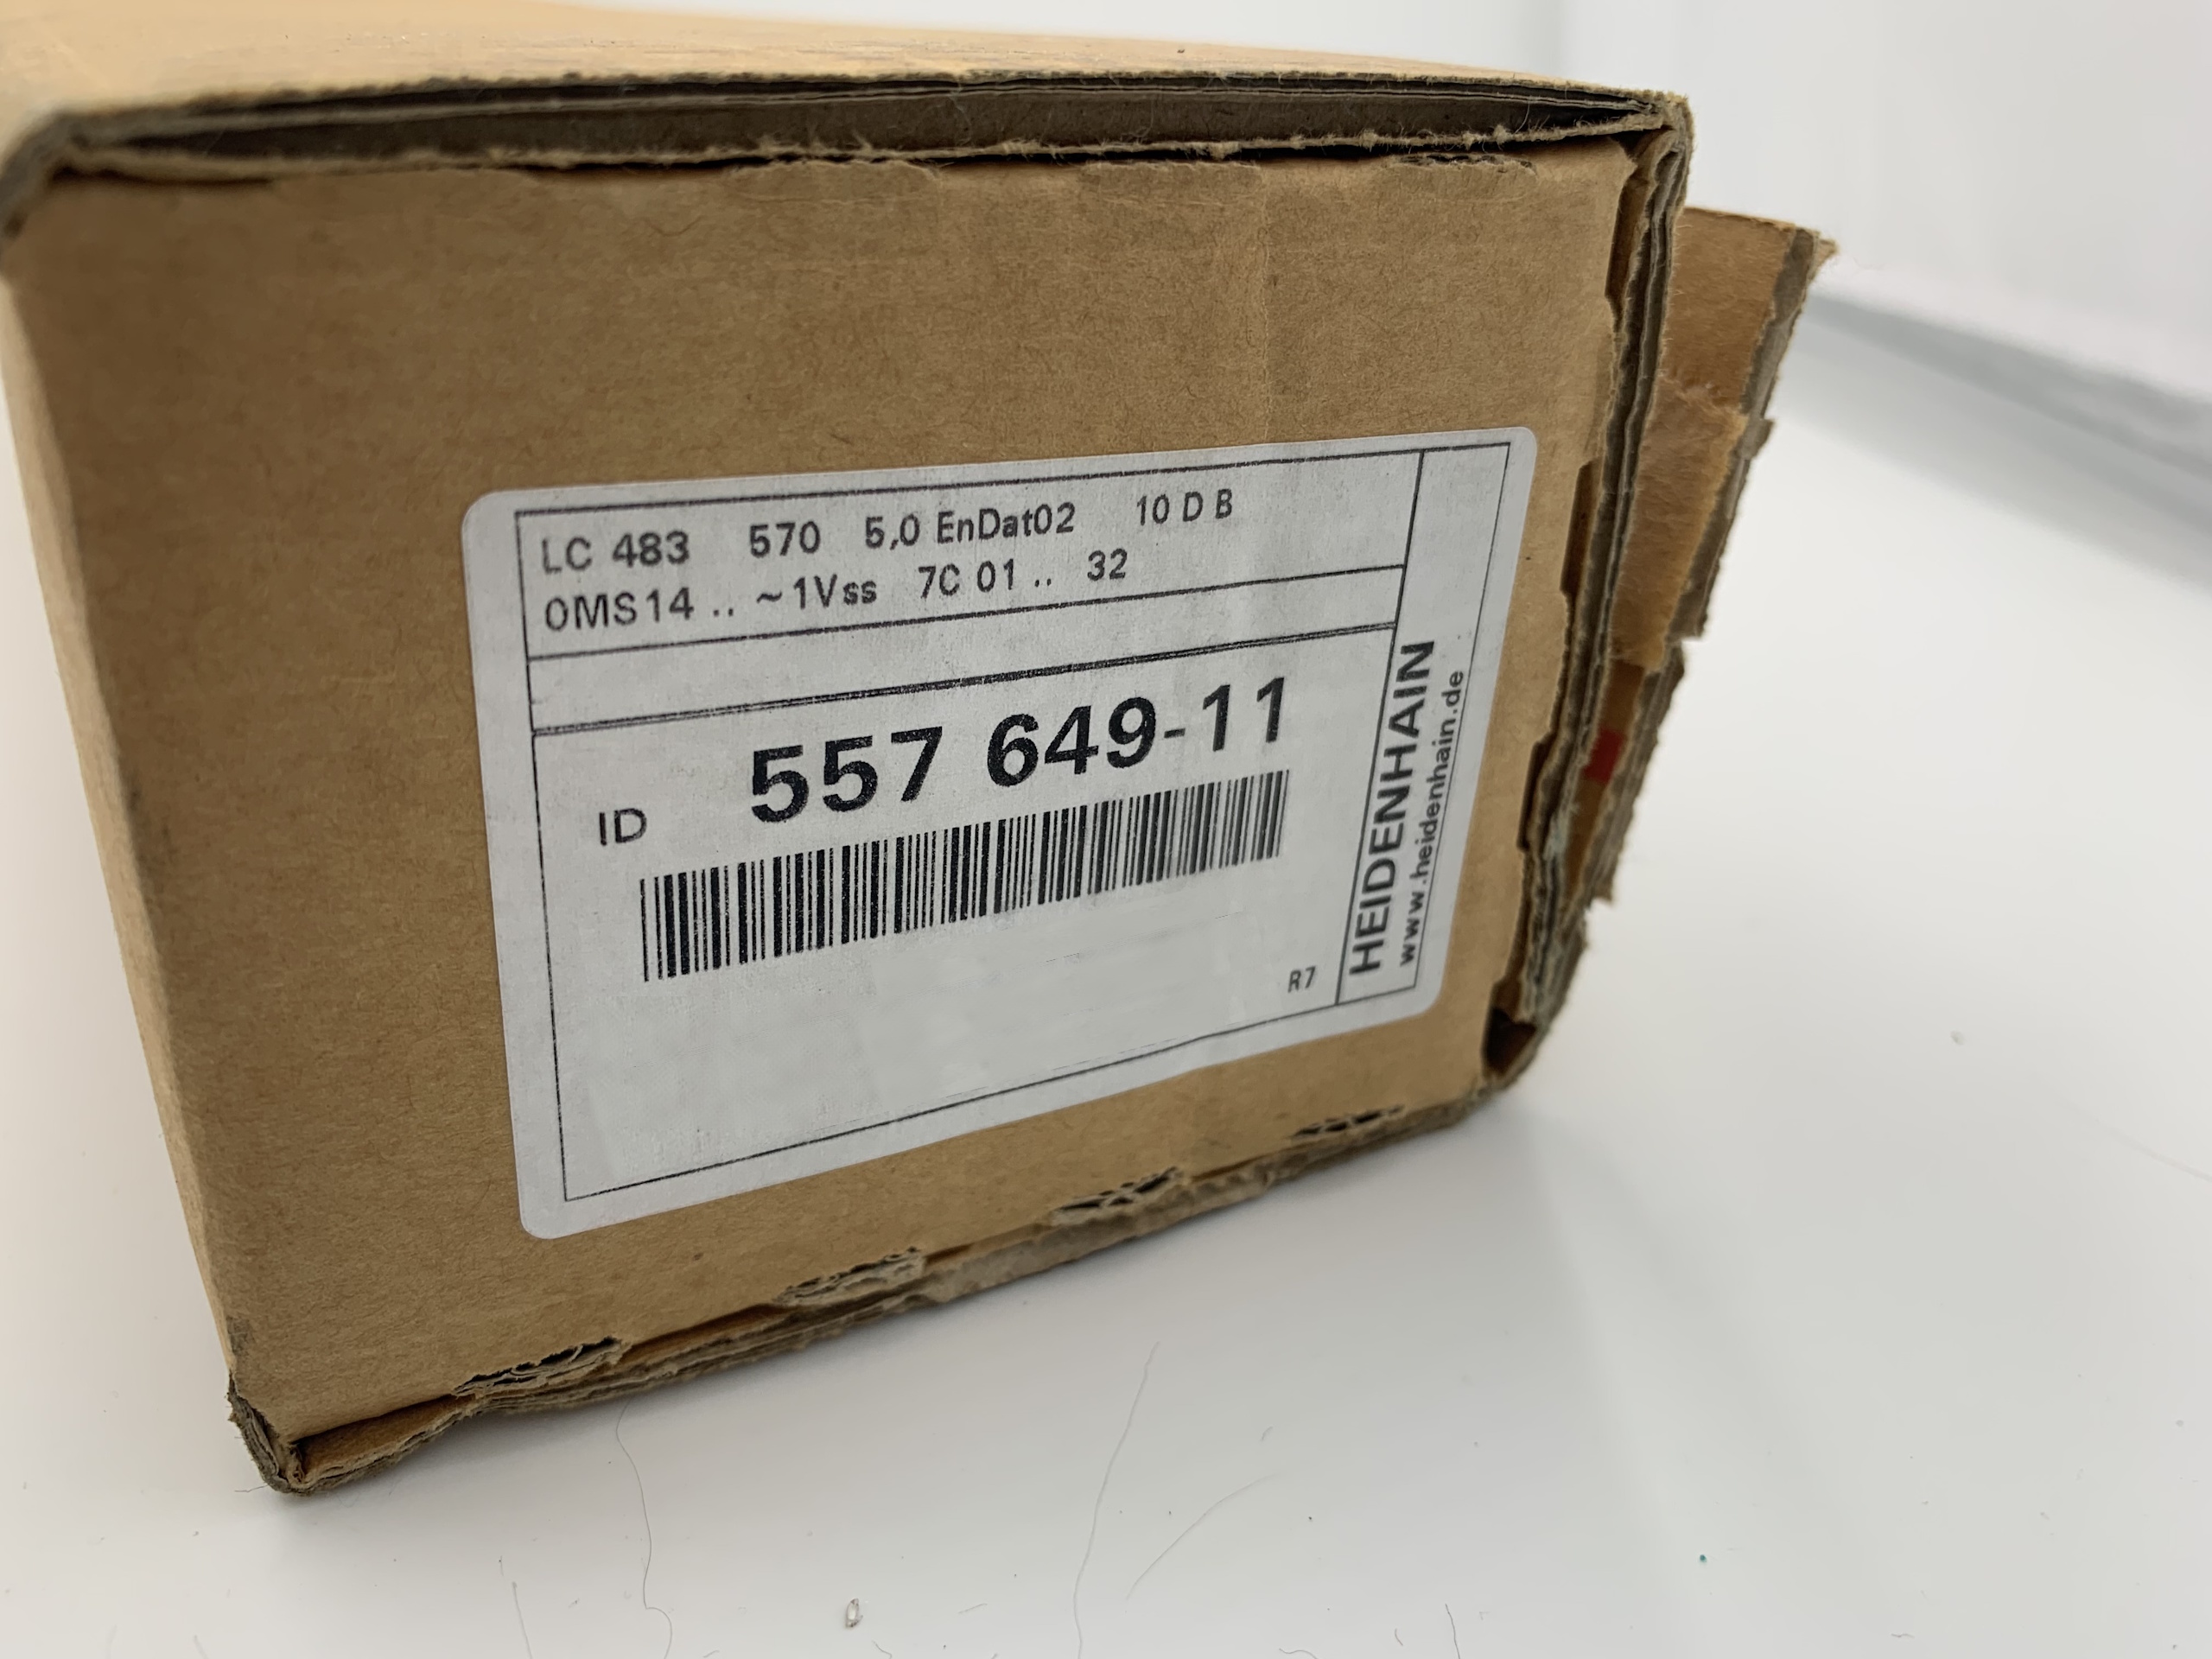 LC 483 570 5,0 EnDat02 10 D B
0MS14 .. ~1Vss 7C 01 .. 32
ID 557 649-11
R7
HEIDENHAIN
www.heidenhain.de